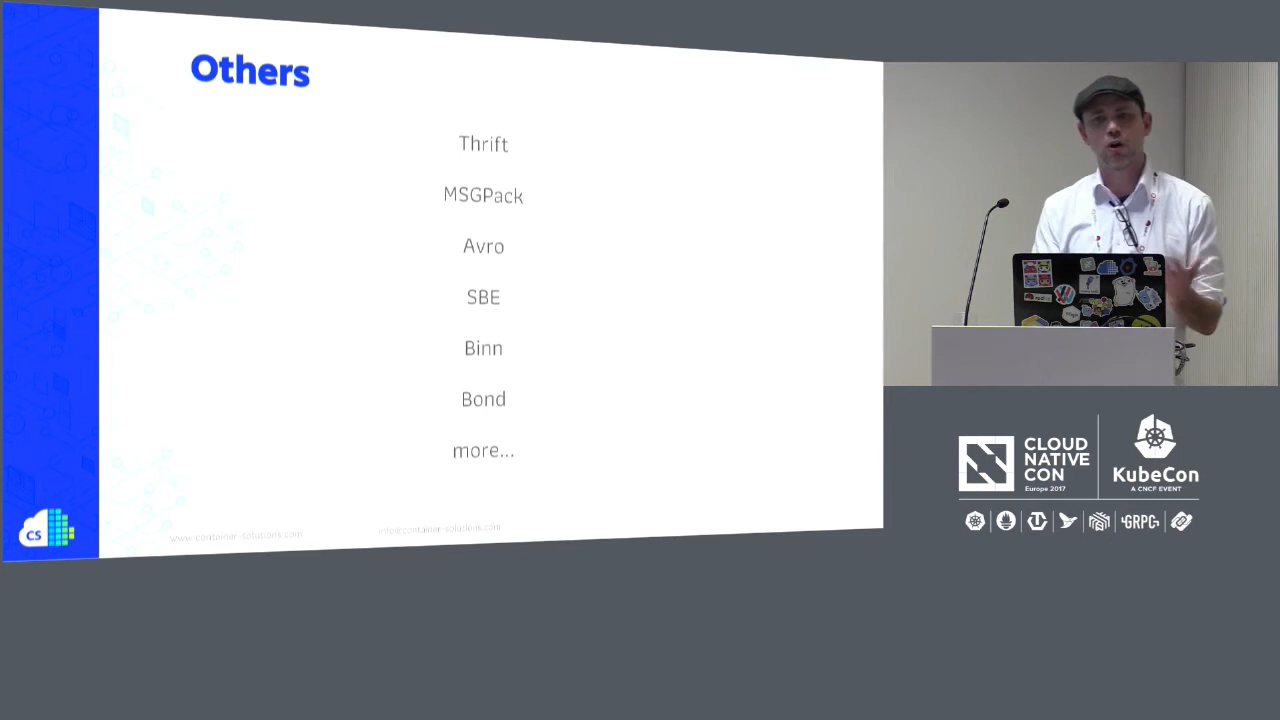 Others
Thrift
MSGPack
Avro
SBE
Binn
Bond
more...
www.container-solutions.com
info@container-solutions.com
CS
CLOUD
NATIVE
CON
Europe 2017
KubeCon
A CNCF EVENT
GRPC